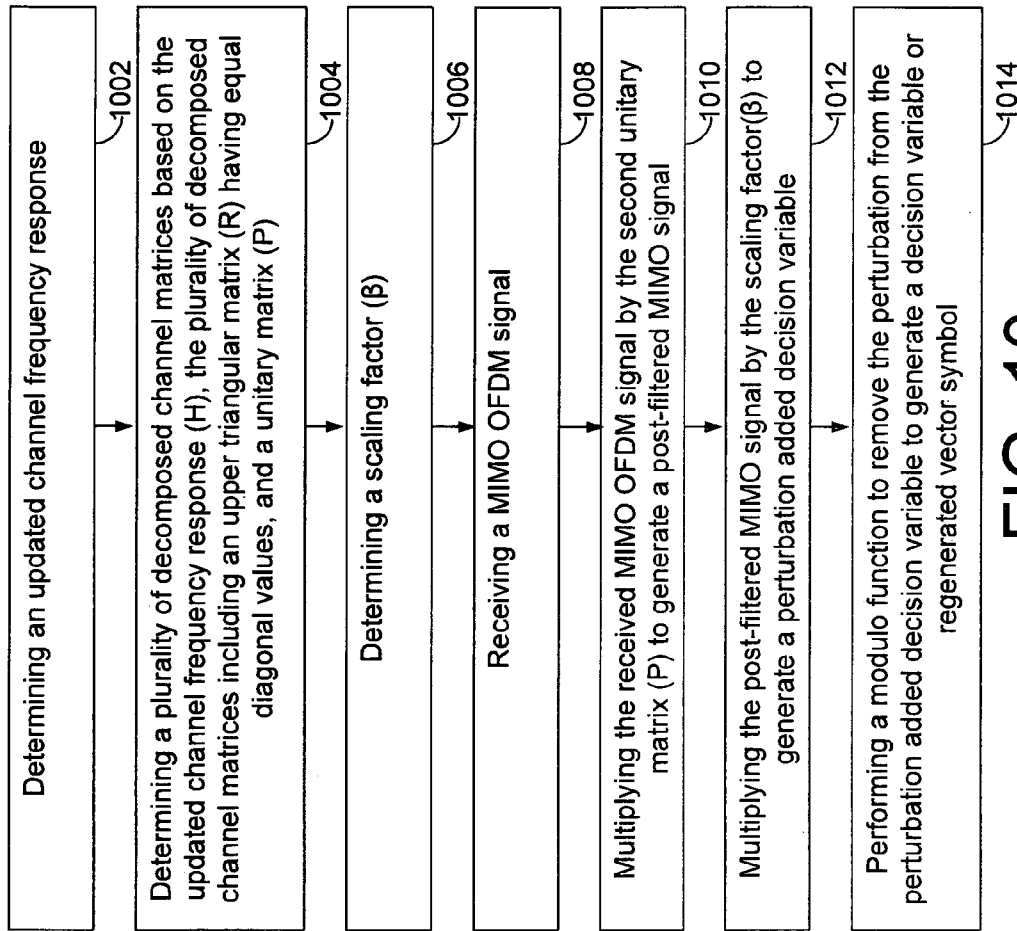 Determining an updated channel frequency response
1002
Determining a plurality of decomposed channel matrices based on the
updated channel frequency response (H), the plurality of decomposed
channel matrices including an upper triangular matrix (R) having equal
diagonal values, and a unitary matrix (P)
1004
Determining a scaling factor (β)
1006
Receiving a MIMO OFDM signal
1008
Multiplying the received MIMO OFDM signal by the second unitary
matrix (P) to generate a post-filtered MIMO signal
1010
Multiplying the post-filtered MIMO signal by the scaling factor(β) to
generate a perturbation added decision variable
1012
Performing a modulo function to remove the perturbation from the
perturbation added decision variable to generate a decision variable or
regenerated vector symbol
1014